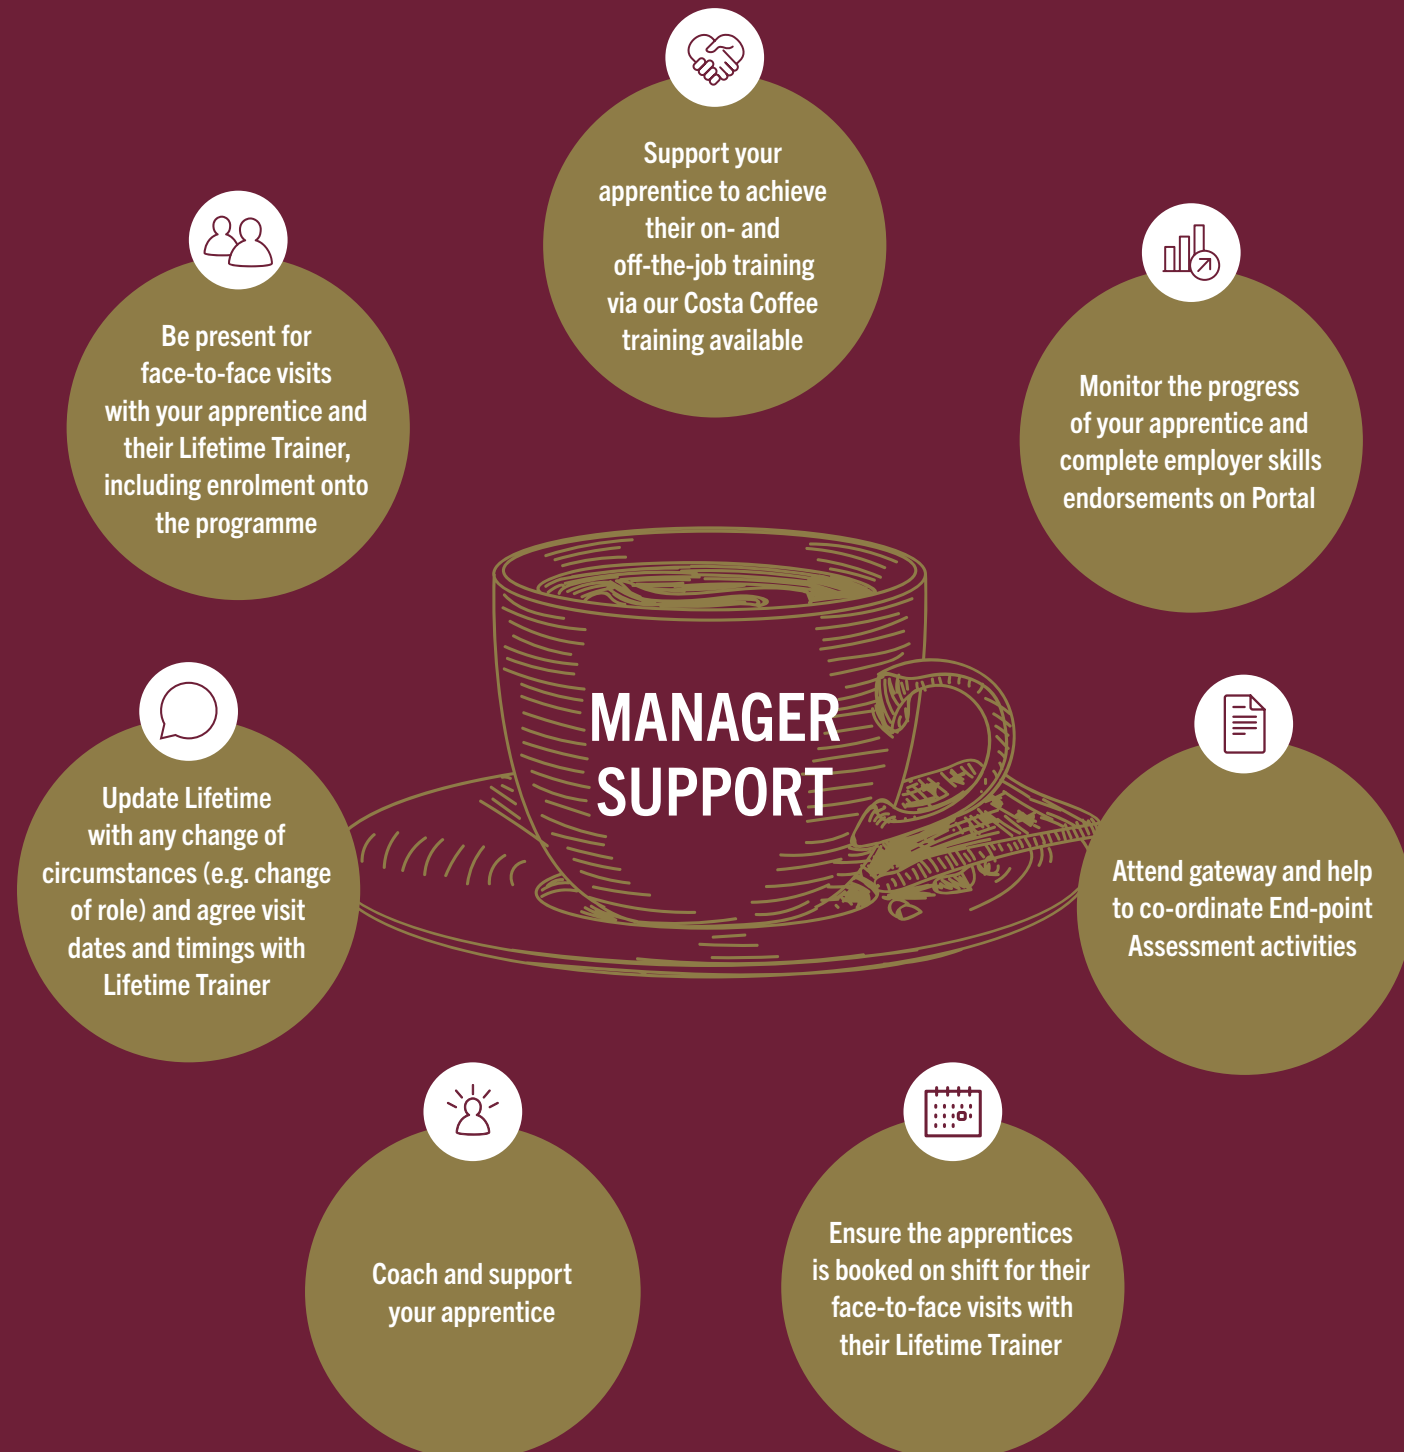 Support your
apprentice to achieve
their on- and
off-the-job training
via our Costa Coffee
training available
Be present for
face-to-face visits
with your apprentice and
their Lifetime Trainer,
including enrolment onto
the programme
Monitor the progress
of your apprentice and
complete employer skills
endorsements on Portal
MANAGER
SUPPORT
Update Lifetime
with any change of
circumstances (e.g. change
of role) and agree visit
dates and timings with
Lifetime Trainer
Attend gateway and help
to co-ordinate End-point
Assessment activities
Coach and support
your apprentice
Ensure the apprentices
is booked on shift for their
face-to-face visits with
their Lifetime Trainer